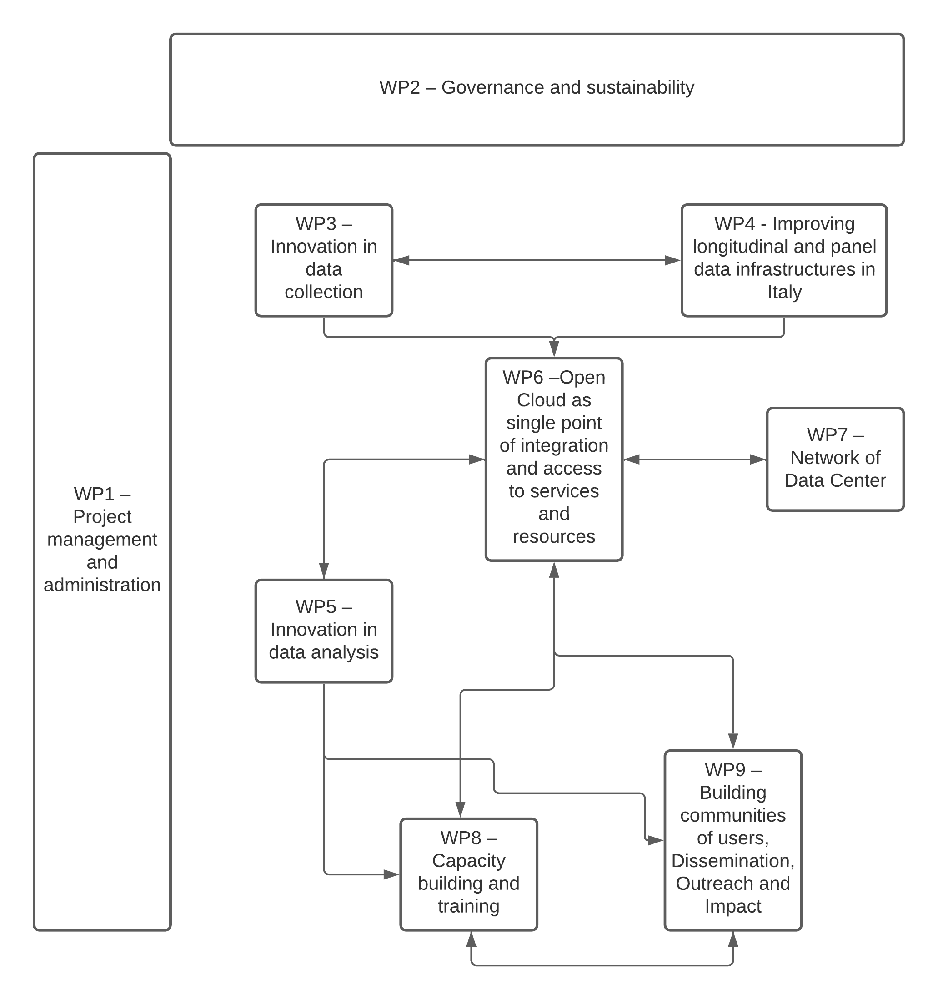 WP2 – Governance and sustainability
WP1 –
Project
management
and
administration
WP3 –
Innovation in
data
collection
WP4 - Improving
longitudinal and panel
data infrastructures in
Italy
WP6 –Open
Cloud as
single point
of integration
and access
to services
and
resources
WP7 –
Network of
Data Center
WP5 –
Innovation in
data analysis
WP8 –
Capacity
building and
training
WP9 –
Building
communities
of users,
Dissemination,
Outreach and
Impact